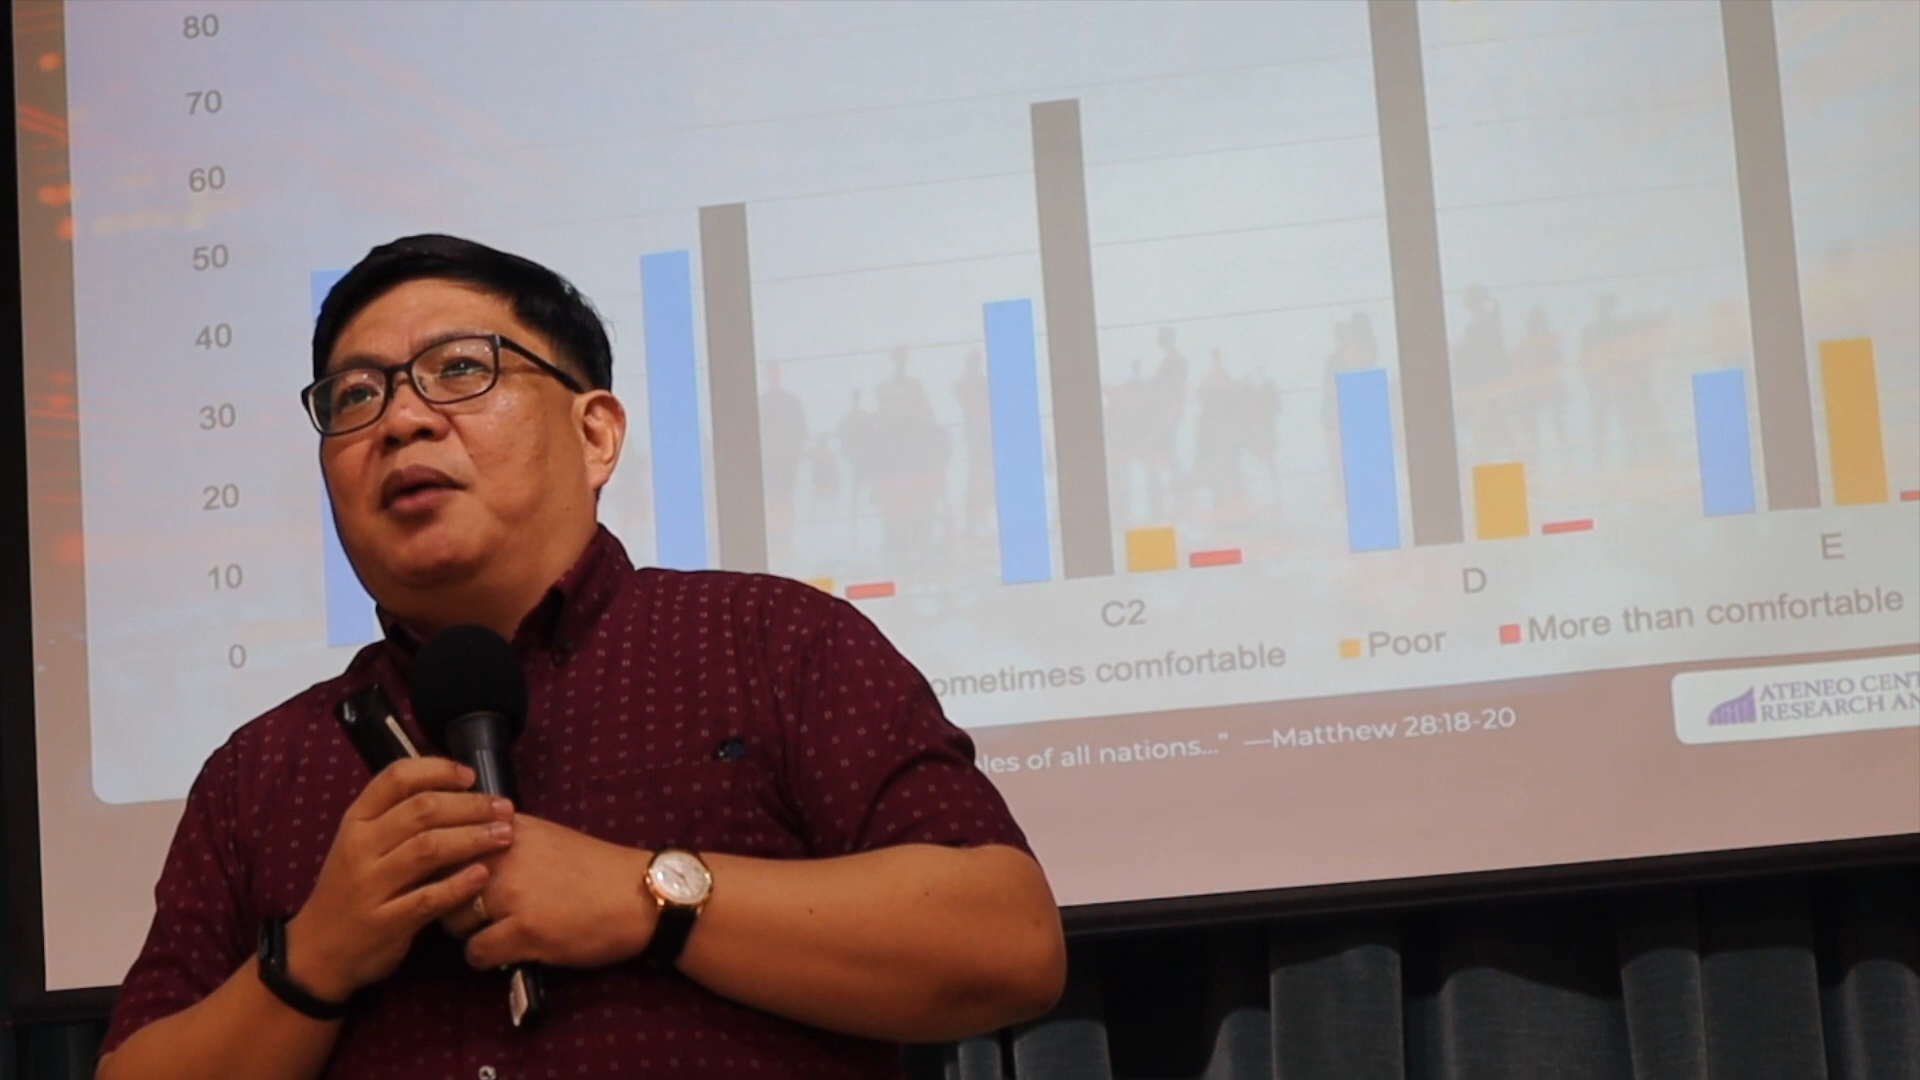 80
70
60
50
40
30
20
10
0
C2
D
E
ometimes comfortable
Poor
More than comfortable
les of all nations..." —Matthew 28:18-20
ATENEO CENT
RESEARCH AN